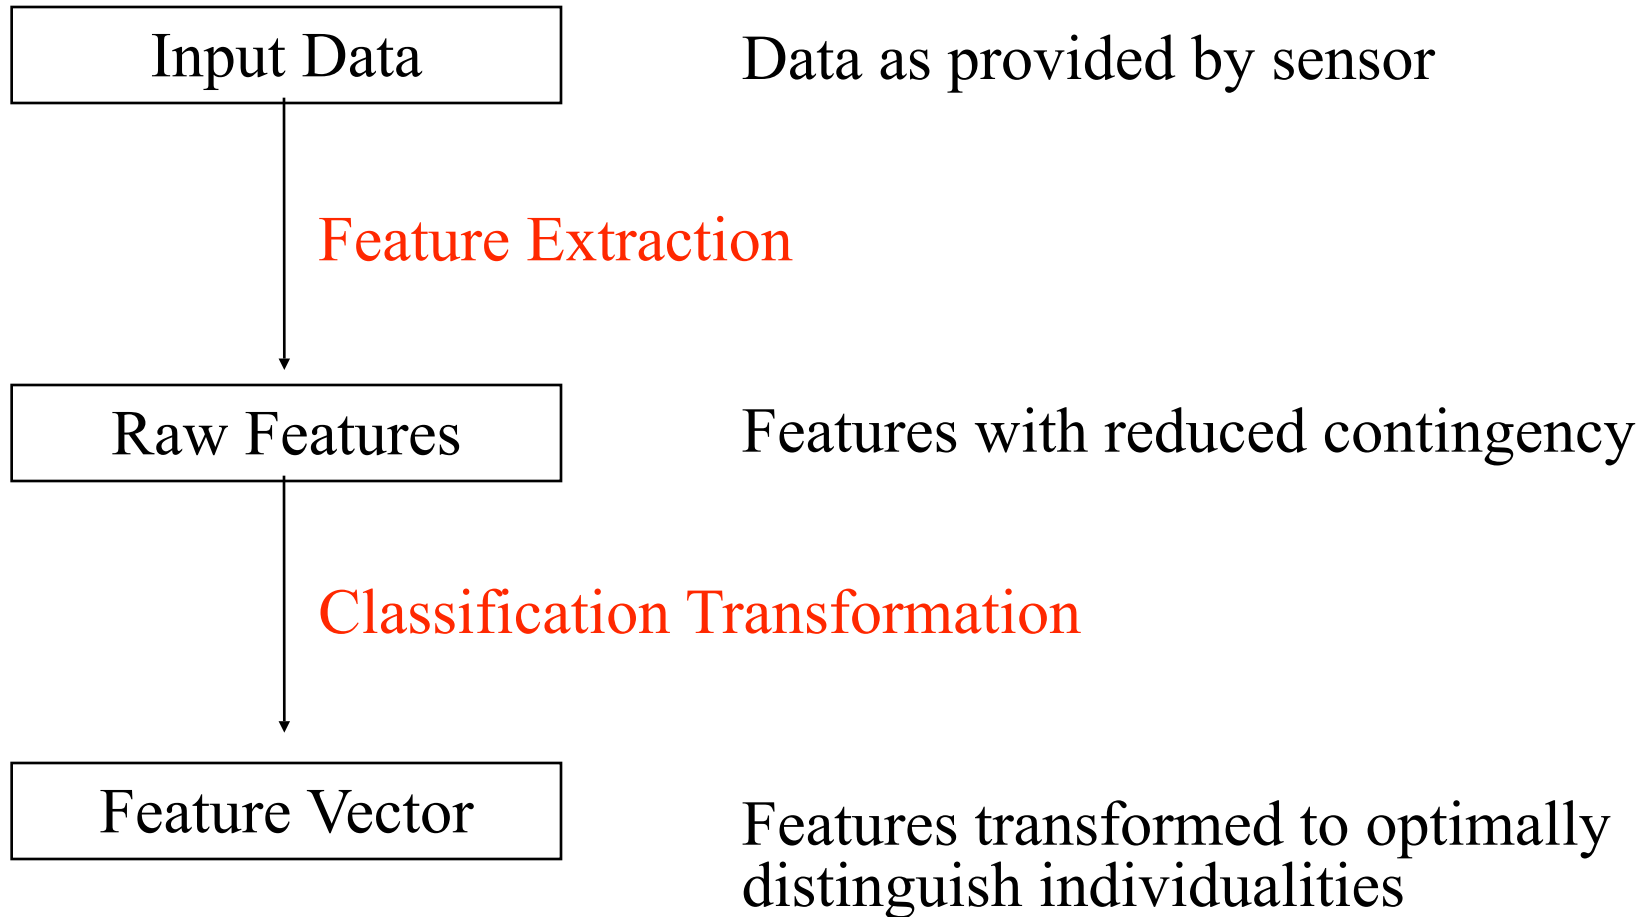 Input Data
Data as provided by sensor
Feature Extraction
Raw Features
Features with reduced contingency
Classification Transformation
Feature Vector
Features transformed to optimally
distinguish individualities